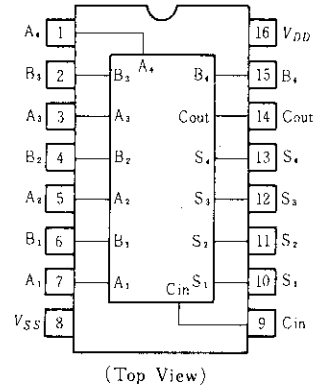 A₄ 1 A₄ 16 V_DD
B₃ 2 B₃ B₄ 15 B₄
A₃ 3 A₃ Cout 14 Cout
B₂ 4 B₂ S₄ 13 S₄
A₂ 5 A₂ S₃ 12 S₃
B₁ 6 B₁ S₂ 11 S₂
A₁ 7 A₁ S₁ 10 S₁
V_SS 8 Cin 9 Cin
(Top View)